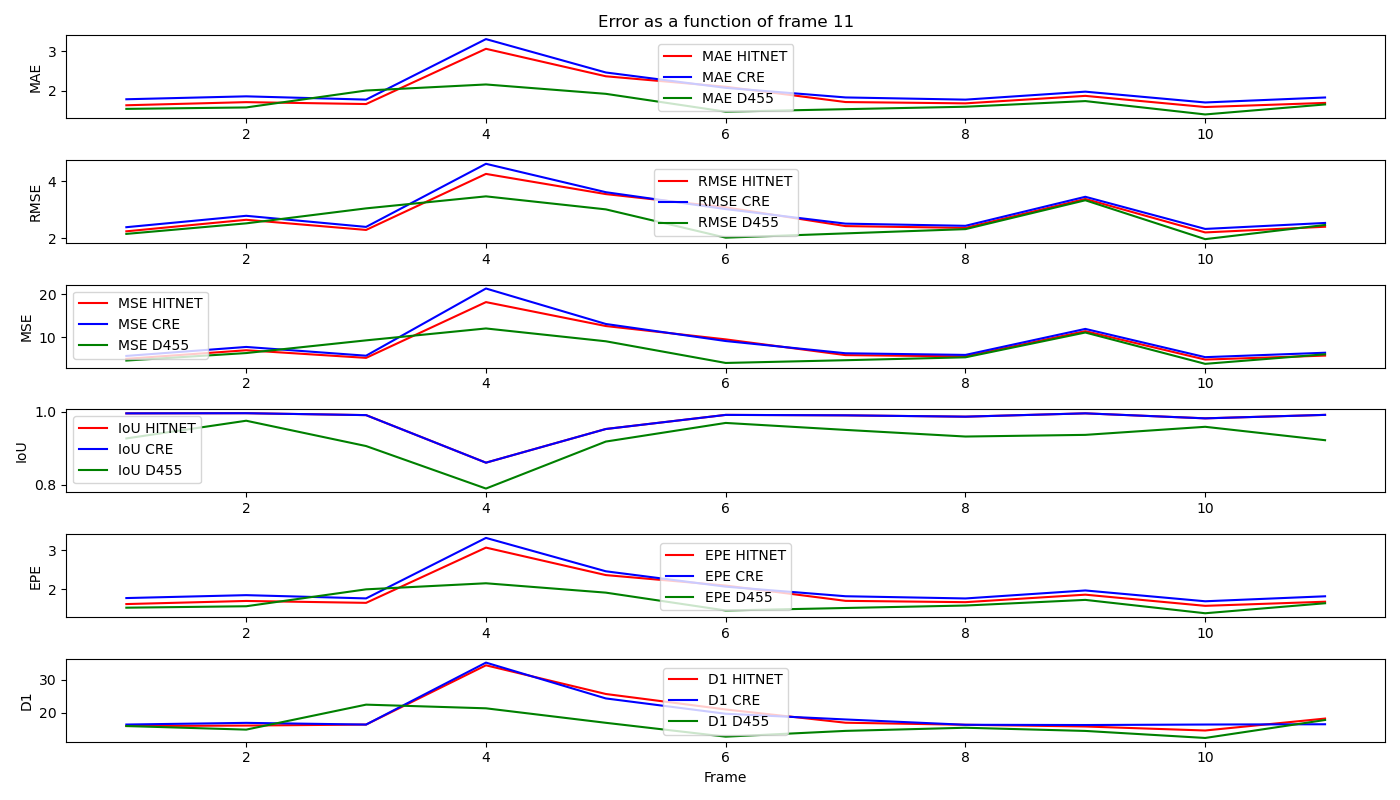 Error as a function of frame 11
MAE
3
2
MAE HITNET
MAE CRE
MAE D455
2 4 6 8 10
RMSE
4
2
RMSE HITNET
RMSE CRE
RMSE D455
2 4 6 8 10
MSE
20
10
MSE HITNET
MSE CRE
MSE D455
2 4 6 8 10
IoU
1.0
0.8
IoU HITNET
IoU CRE
IoU D455
2 4 6 8 10
EPE
3
2
EPE HITNET
EPE CRE
EPE D455
2 4 6 8 10
D1
30
20
D1 HITNET
D1 CRE
D1 D455
2 4 6 8 10
Frame